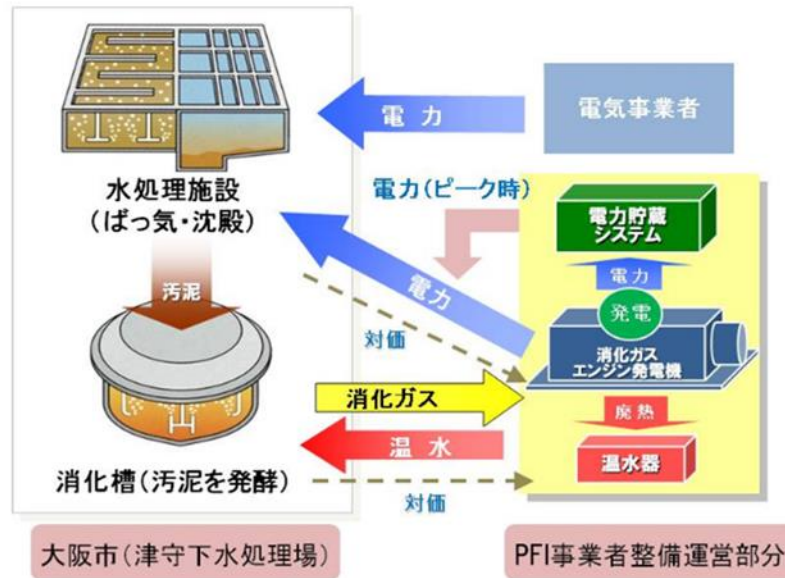 電力
電気事業者
水処理施設
(ばっ気・沈殿)
電力(ピーク時)
電力貯蔵
システム
電力
汚泥
電力
発電
対価
消化ガス
エンジン発電機
消化ガス
廃熱
温水
温水器
消化槽(汚泥を発酵)
対価
大阪市(津守下水処理場)
PFI事業者整備運営部分